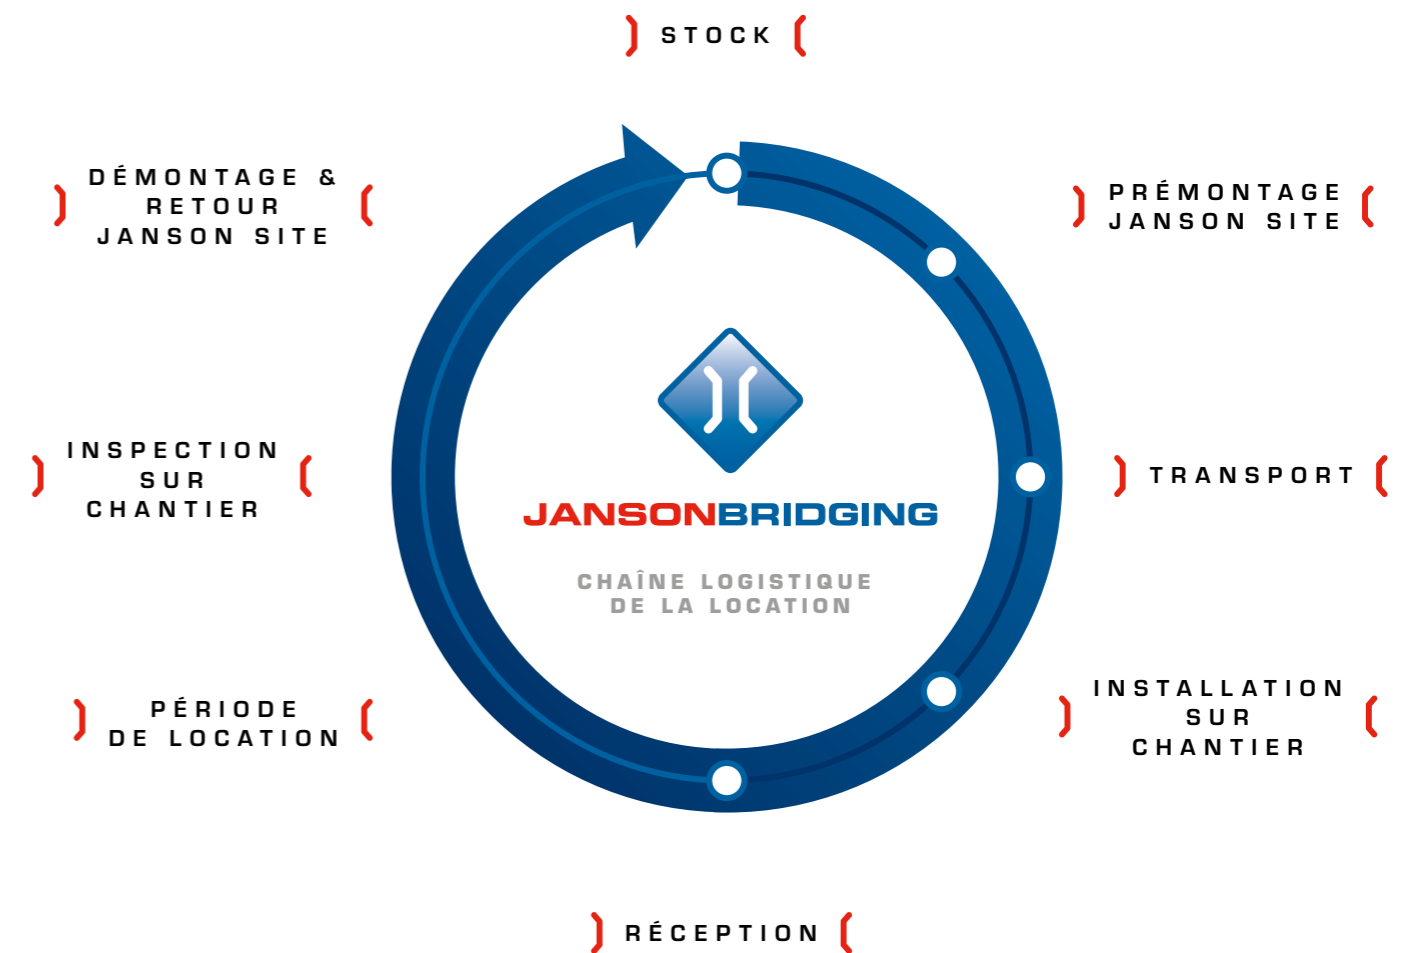 STOCK
PRÉMONTAGE
JANSON SITE
TRANSPORT
INSTALLATION
SUR
CHANTIER
RÉCEPTION
PÉRIODE
DE LOCATION
INSPECTION
SUR
CHANTIER
DÉMONTAGE &
RETOUR
JANSON SITE
JANSONBRIDGING
CHAÎNE LOGISTIQUE
DE LA LOCATION